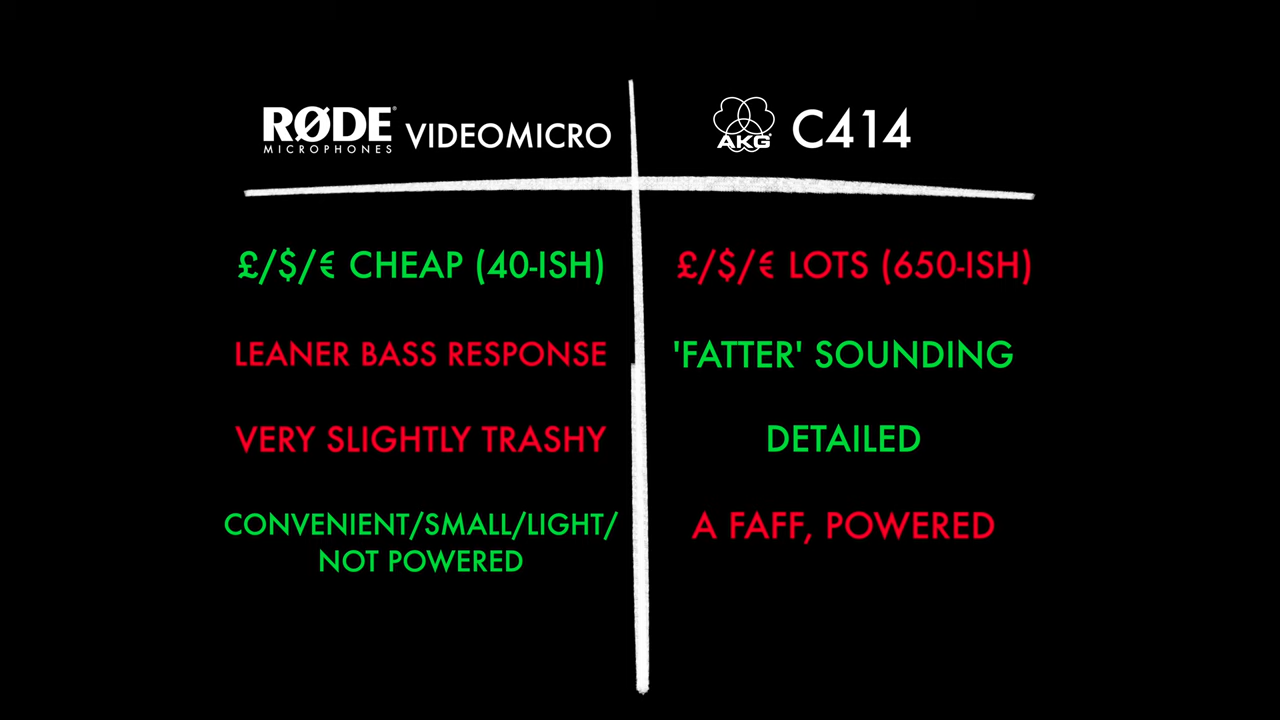 RØDE® VIDEOMICRO
MICROPHONES
AKG® C414
£/$/€ CHEAP (40-ISH)
£/$/€ LOTS (650-ISH)
LEANER BASS RESPONSE
'FATTER' SOUNDING
VERY SLIGHTLY TRASHY
DETAILED
CONVENIENT/SMALL/LIGHT/
NOT POWERED
A FAFF, POWERED